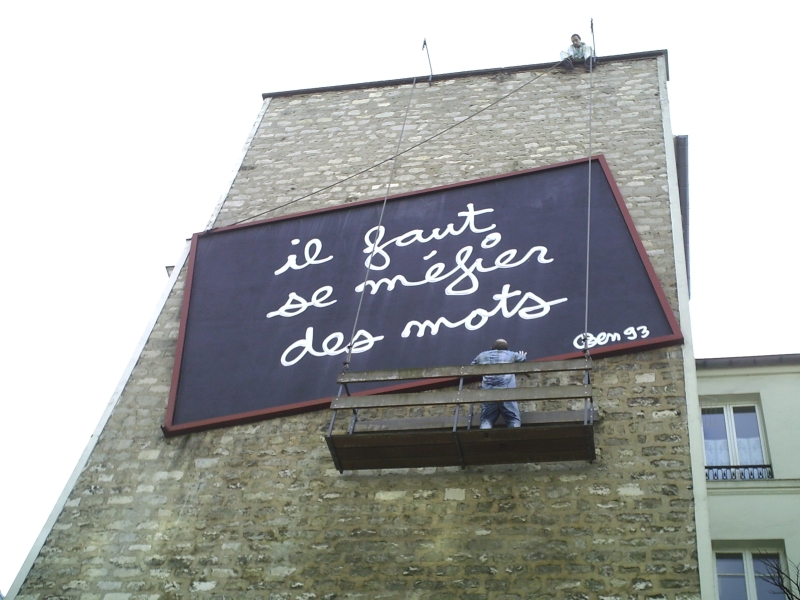 il faut
se méfier
des mots
Ben 93